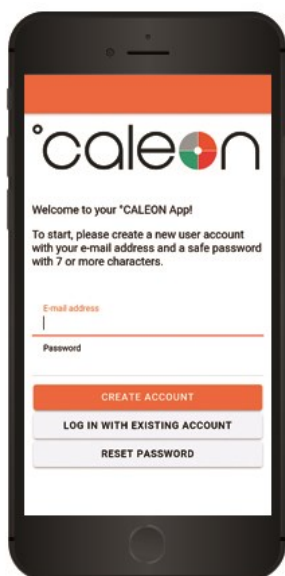 °caleon
Welcome to your °CALEON App!
To start, please create a new user account
with your e-mail address and a safe password
with 7 or more characters.
E-mail address
Password
CREATE ACCOUNT
LOG IN WITH EXISTING ACCOUNT
RESET PASSWORD